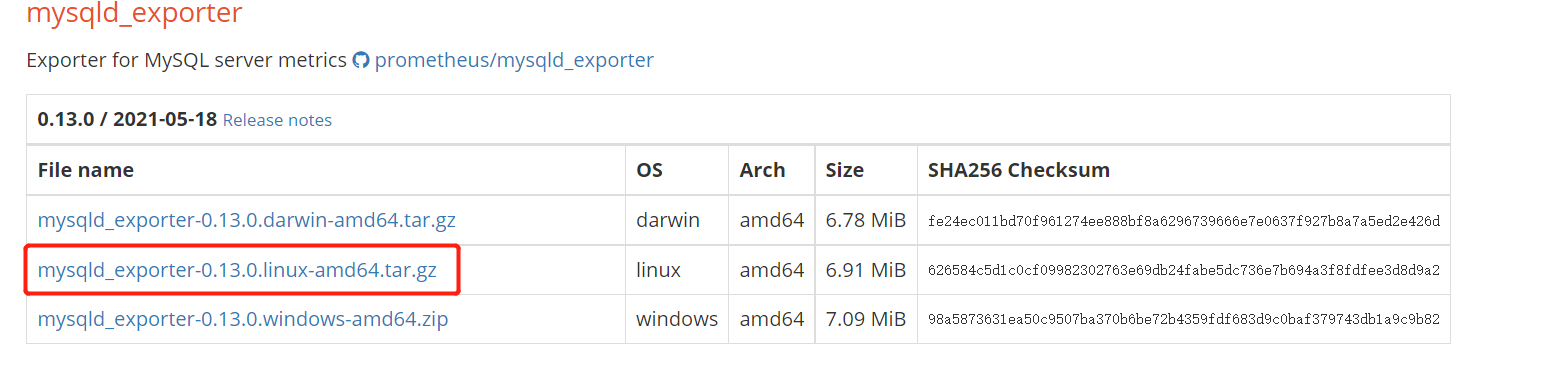 mysqld_exporter
Exporter for MySQL server metrics prometheus/mysqld_exporter
0.13.0 / 2021-05-18 Release notes
File name OS Arch Size SHA256 Checksum
mysqld_exporter-0.13.0.darwin-amd64.tar.gz darwin amd64 6.78 MiB fe24ec011bd70f961274ee888bf8a6296739666e7e0637f927b8a7a5ed2e426d
mysqld_exporter-0.13.0.linux-amd64.tar.gz linux amd64 6.91 MiB 626584c5d1c0cf09982302763e69db24fabe5dc736e7b694a3f8fdfee3d8d9a2
mysqld_exporter-0.13.0.windows-amd64.zip windows amd64 7.09 MiB 98a5873631ea50c9507ba370b6be72b4359fdf683d9c0baf379743db1a9c9b82